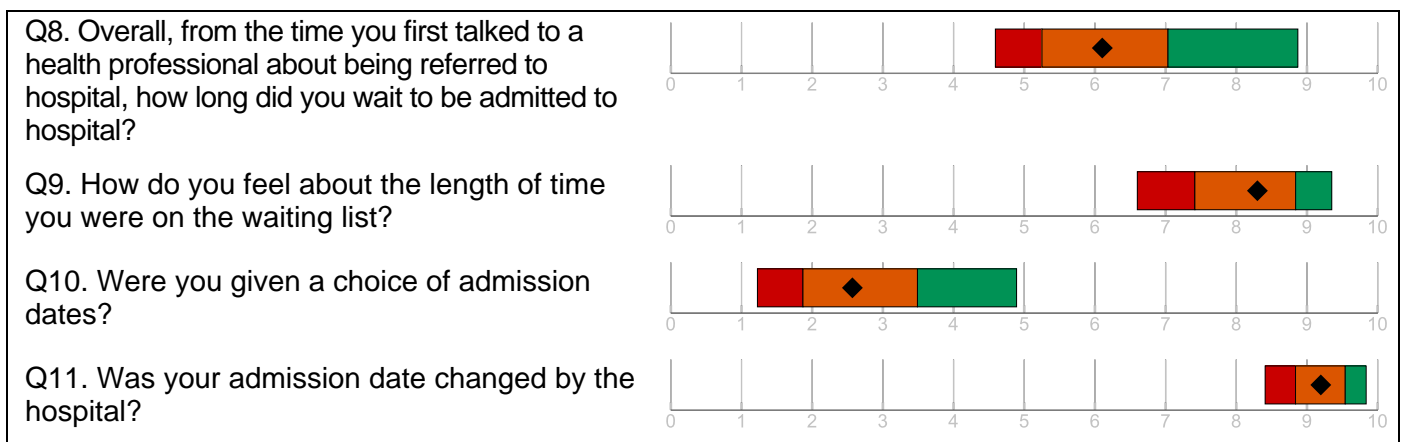 Q8. Overall, from the time you first talked to a
health professional about being referred to
hospital, how long did you wait to be admitted to
hospital?
0 1 2 3 4 5 6 7 8 9 10
Q9. How do you feel about the length of time
you were on the waiting list?
0 1 2 3 4 5 6 7 8 9 10
Q10. Were you given a choice of admission
dates?
0 1 2 3 4 5 6 7 8 9 10
Q11. Was your admission date changed by the
hospital?
0 1 2 3 4 5 6 7 8 9 10